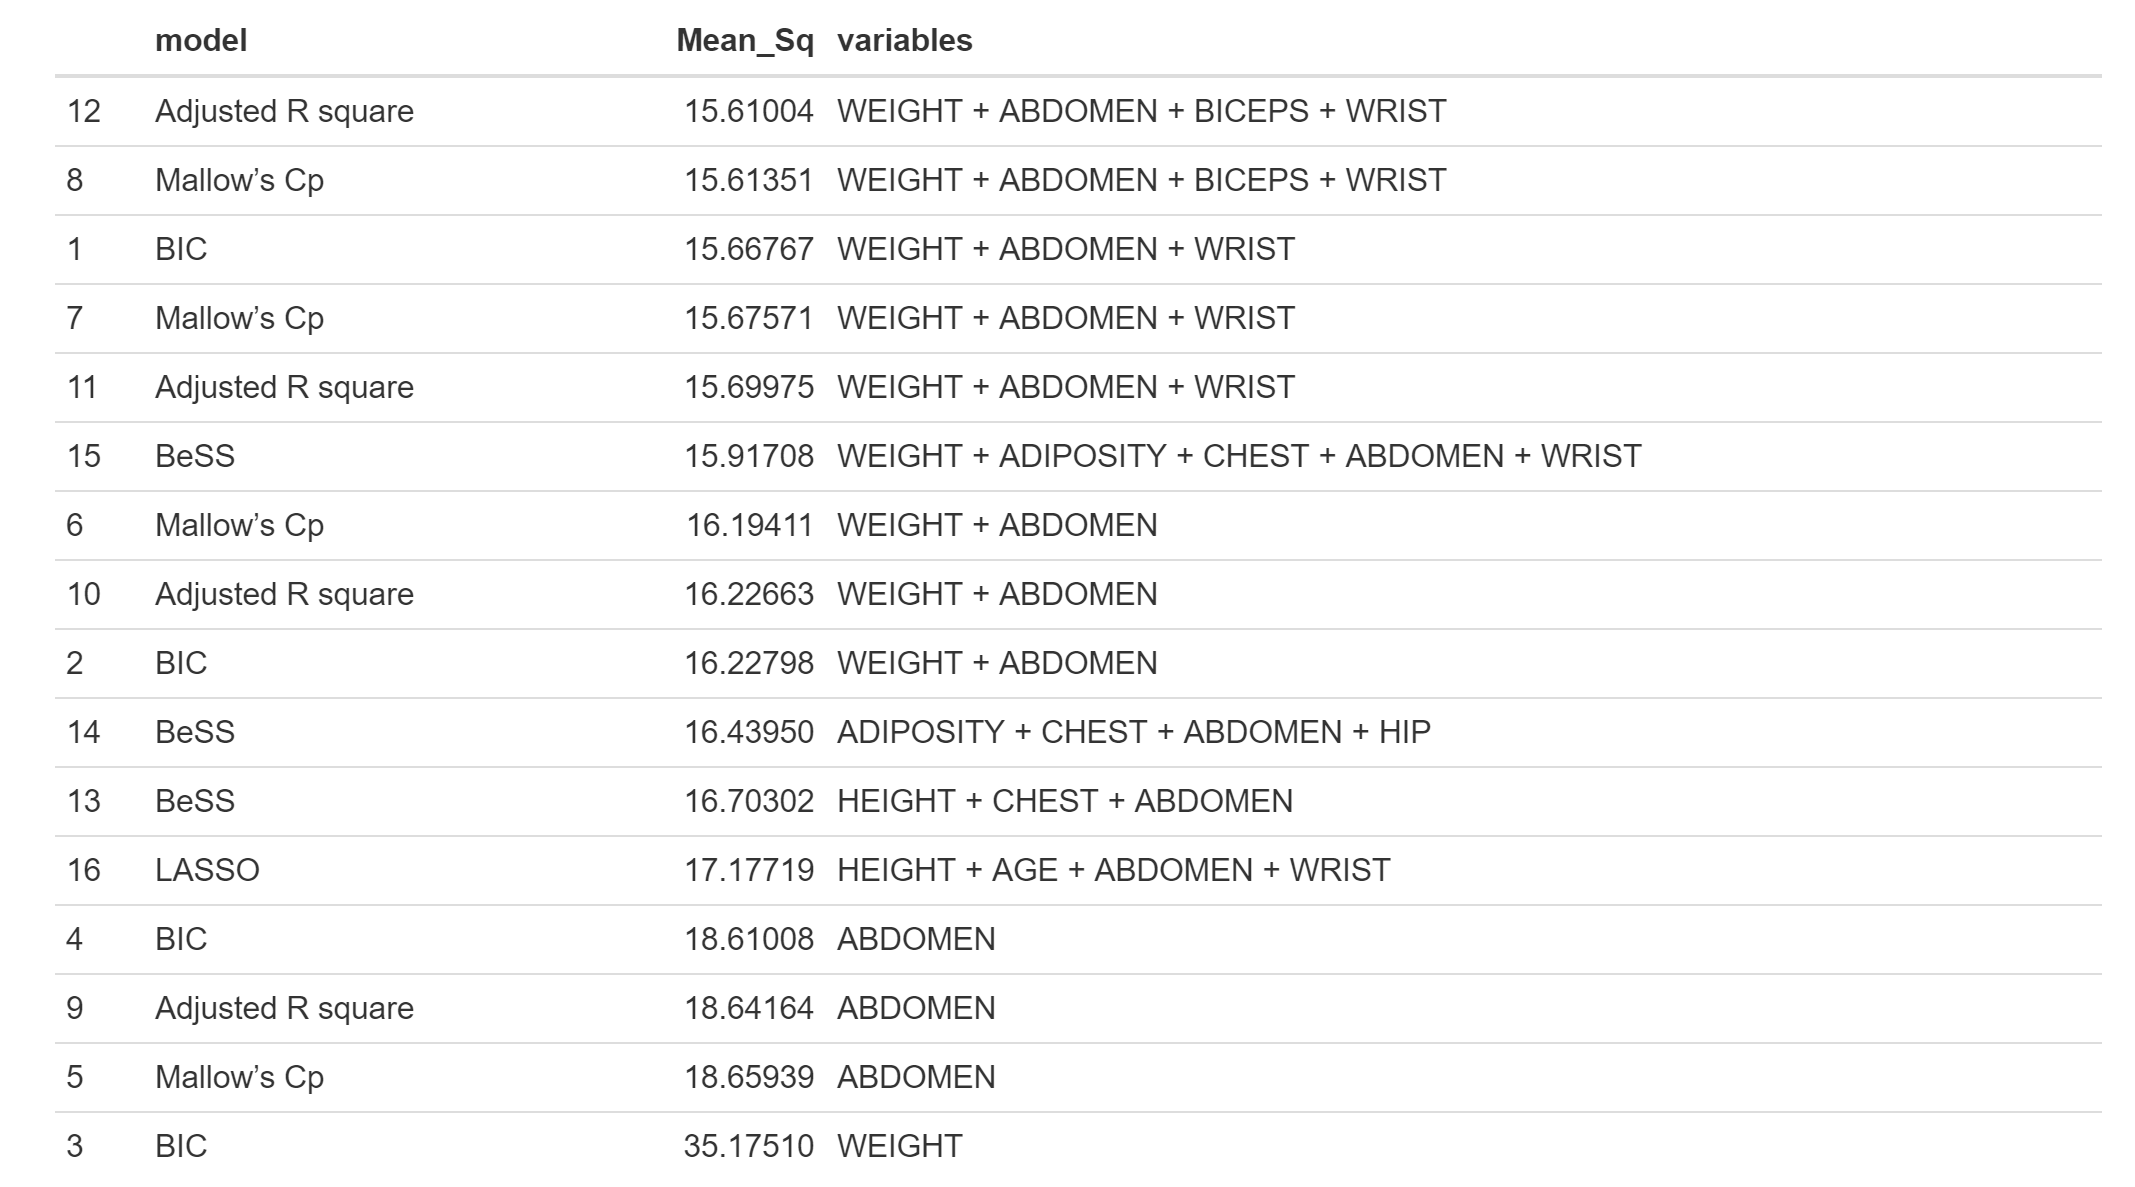 model Mean_Sq variables
12 Adjusted R square 15.61004 WEIGHT + ABDOMEN + BICEPS + WRIST
8 Mallow’s Cp 15.61351 WEIGHT + ABDOMEN + BICEPS + WRIST
1 BIC 15.66767 WEIGHT + ABDOMEN + WRIST
7 Mallow’s Cp 15.67571 WEIGHT + ABDOMEN + WRIST
11 Adjusted R square 15.69975 WEIGHT + ABDOMEN + WRIST
15 BeSS 15.91708 WEIGHT + ADIPOSITY + CHEST + ABDOMEN + WRIST
6 Mallow’s Cp 16.19411 WEIGHT + ABDOMEN
10 Adjusted R square 16.22663 WEIGHT + ABDOMEN
2 BIC 16.22798 WEIGHT + ABDOMEN
14 BeSS 16.43950 ADIPOSITY + CHEST + ABDOMEN + HIP
13 BeSS 16.70302 HEIGHT + CHEST + ABDOMEN
16 LASSO 17.17719 HEIGHT + AGE + ABDOMEN + WRIST
4 BIC 18.61008 ABDOMEN
9 Adjusted R square 18.64164 ABDOMEN
5 Mallow’s Cp 18.65939 ABDOMEN
3 BIC 35.17510 WEIGHT